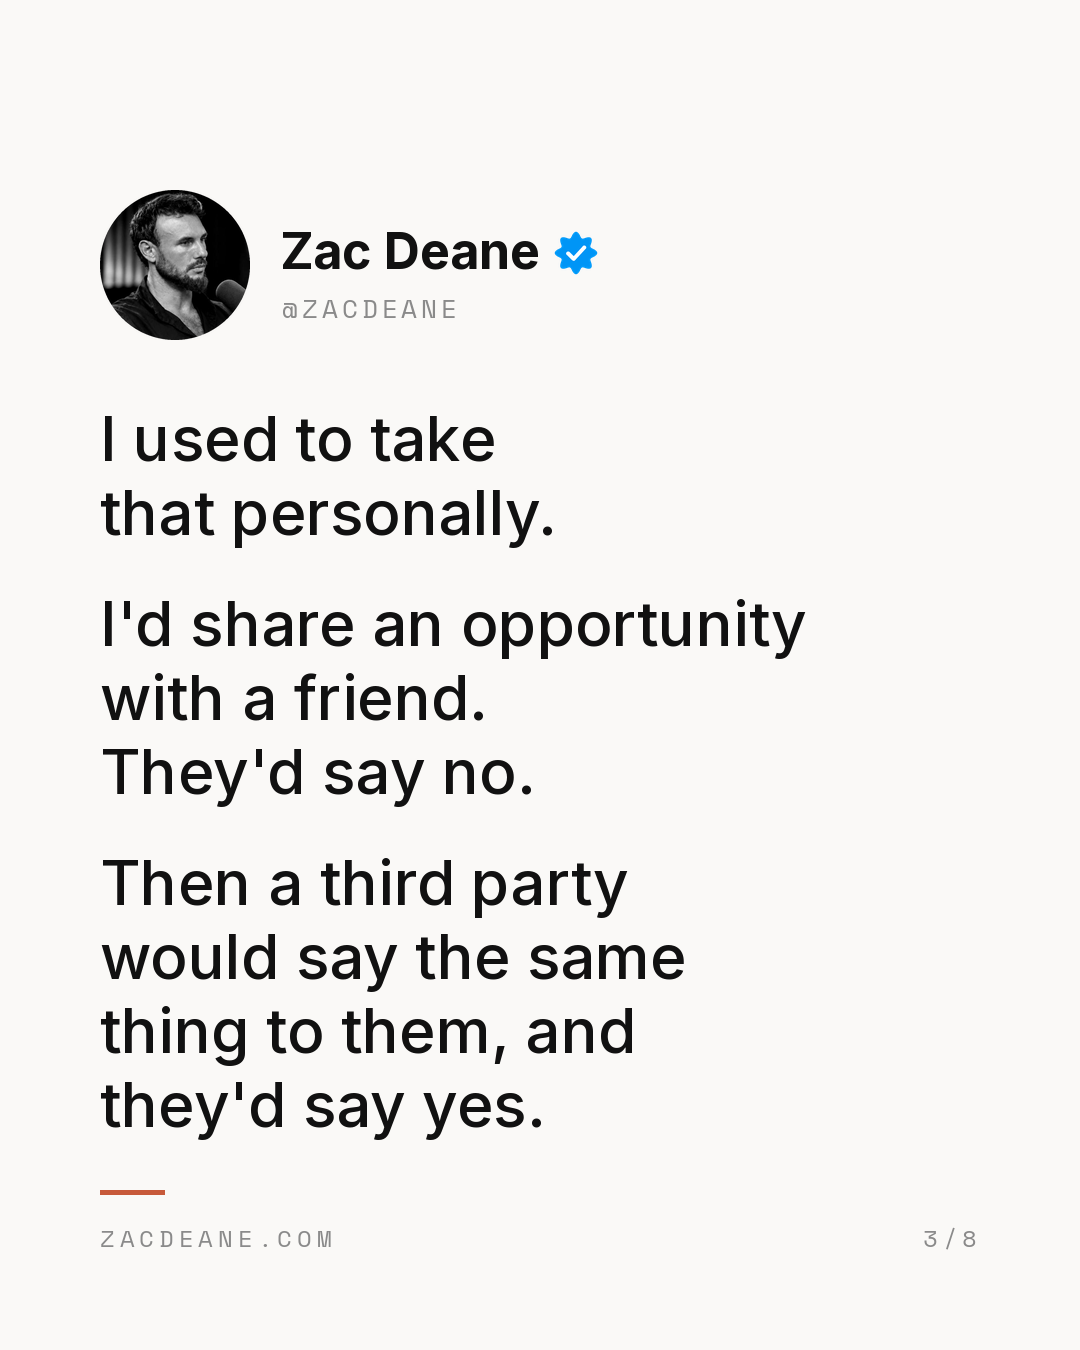 Zac Deane
@ZACDEANE
I used to take
that personally.
I'd share an opportunity
with a friend.
They'd say no.
Then a third party
would say the same
thing to them, and
they'd say yes.
ZACDEANE.COM
3/8